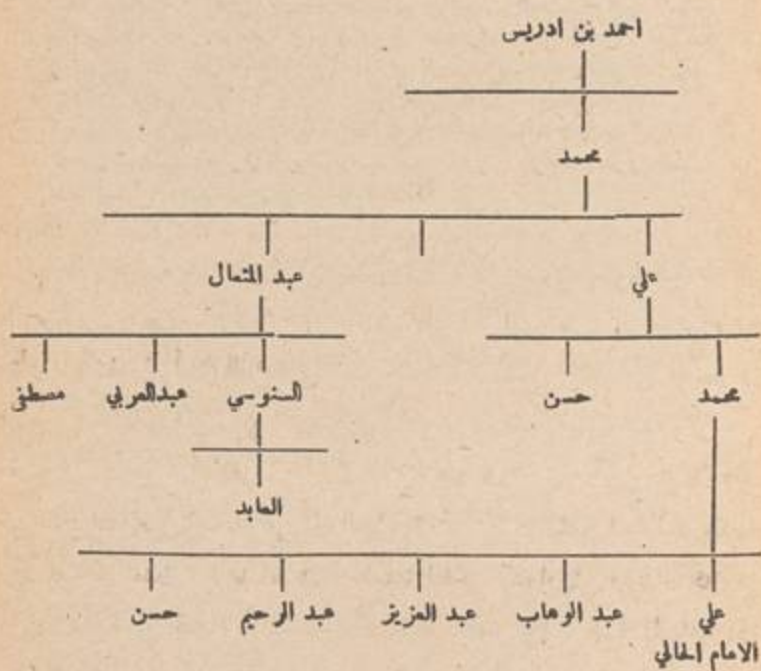 احمد بن ادريس
محمد
علي عبد المتعال
محمد حسن السنوسي عبدالعربي مصطفى
العابد
علي عبد الوهاب عبد العزيز عبد الرحيم حسن
الامام الحالي